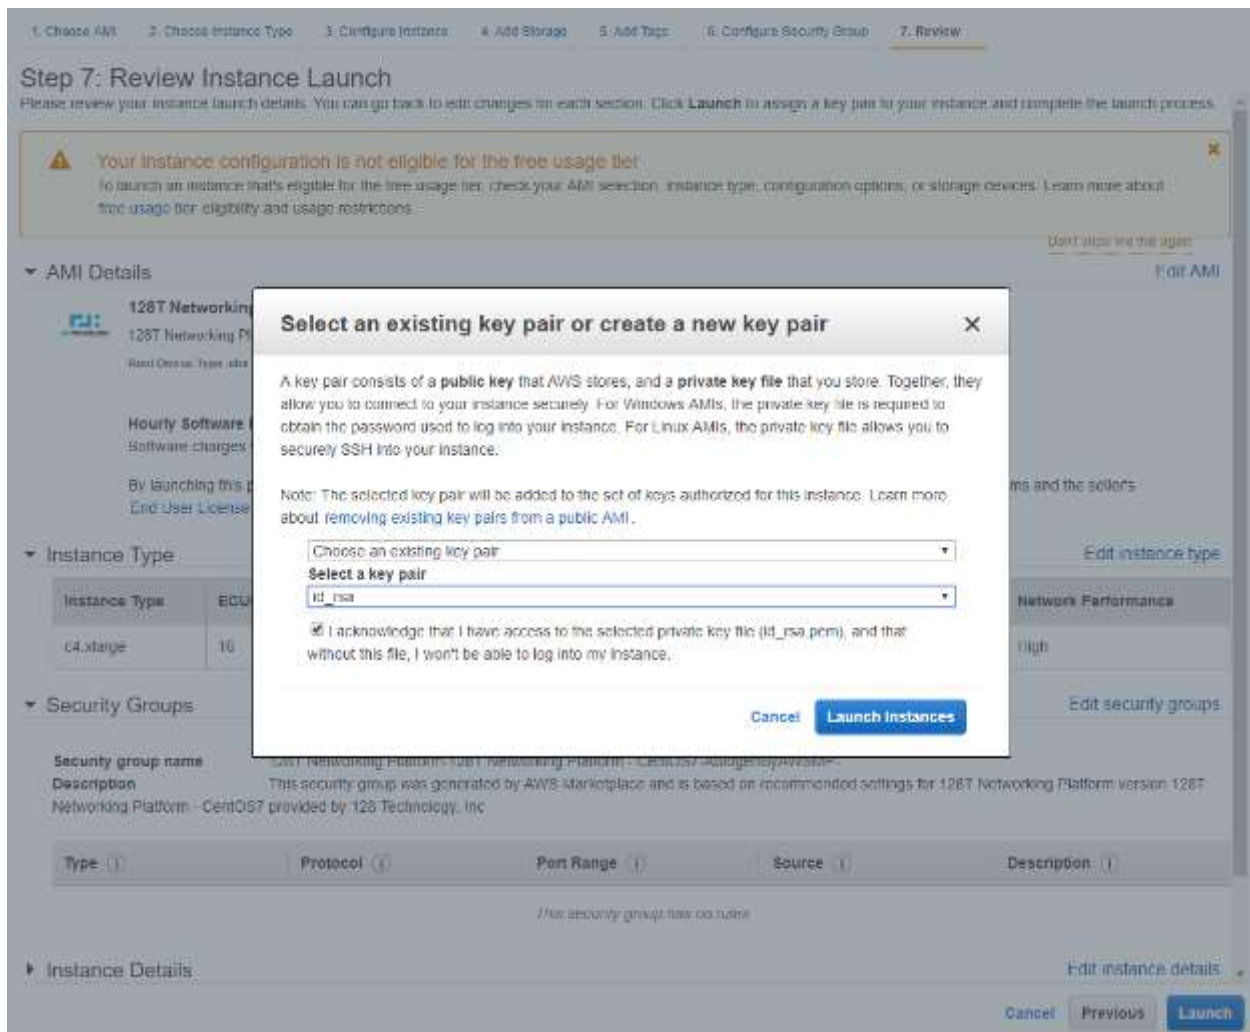 1. Choose AMI 2. Choose Instance Type 3. Configure Instance 4. Add Storage 5. Add Tags 6. Configure Security Group 7. Review
Step 7: Review Instance Launch
Please review your instance launch details. You can go back to edit changes for each section. Click Launch to assign a key pair to your instance and complete the launch process.
Your instance configuration is not eligible for the free usage tier
To launch an instance that's eligible for the free usage tier, check your AMI selection, instance type, configuration options, or storage devices. Learn more about
free usage tier eligibility and usage restrictions.
Don't show me this again
AMI Details Edit AMI
128T Networking
128T Networking
Root Device Type: ebs
Hourly Software
Software charges
By launching this ms and the seller's
End User License
Select an existing key pair or create a new key pair
A key pair consists of a public key that AWS stores, and a private key file that you store. Together, they
allow you to connect to your instance securely. For Windows AMIs, the private key file is required to
obtain the password used to log into your instance. For Linux AMIs, the private key file allows you to
securely SSH into your instance.
Note: The selected key pair will be added to the set of keys authorized for this instance. Learn more
about removing existing key pairs from a public AMI.
Choose an existing key pair
Select a key pair
id_rsa
I acknowledge that I have access to the selected private key file (id_rsa.pem), and that
without this file, I won't be able to log into my instance.
Cancel Launch Instances
Instance Type Edit instance type
Instance Type ECU Network Performance
c4.xlarge 16 High
Security Groups Edit security groups
Security group name 128T Networking Platform-128T Networking Platform - CentOS7-AutogenByAWSMP-
Description This security group was generated by AWS Marketplace and is based on recommended settings for 128T Networking Platform version 128T
Networking Platform - CentOS7 provided by 128 Technology, Inc
Type Protocol Port Range Source Description
This security group has no rules
Instance Details Edit instance details
Cancel Previous Launch